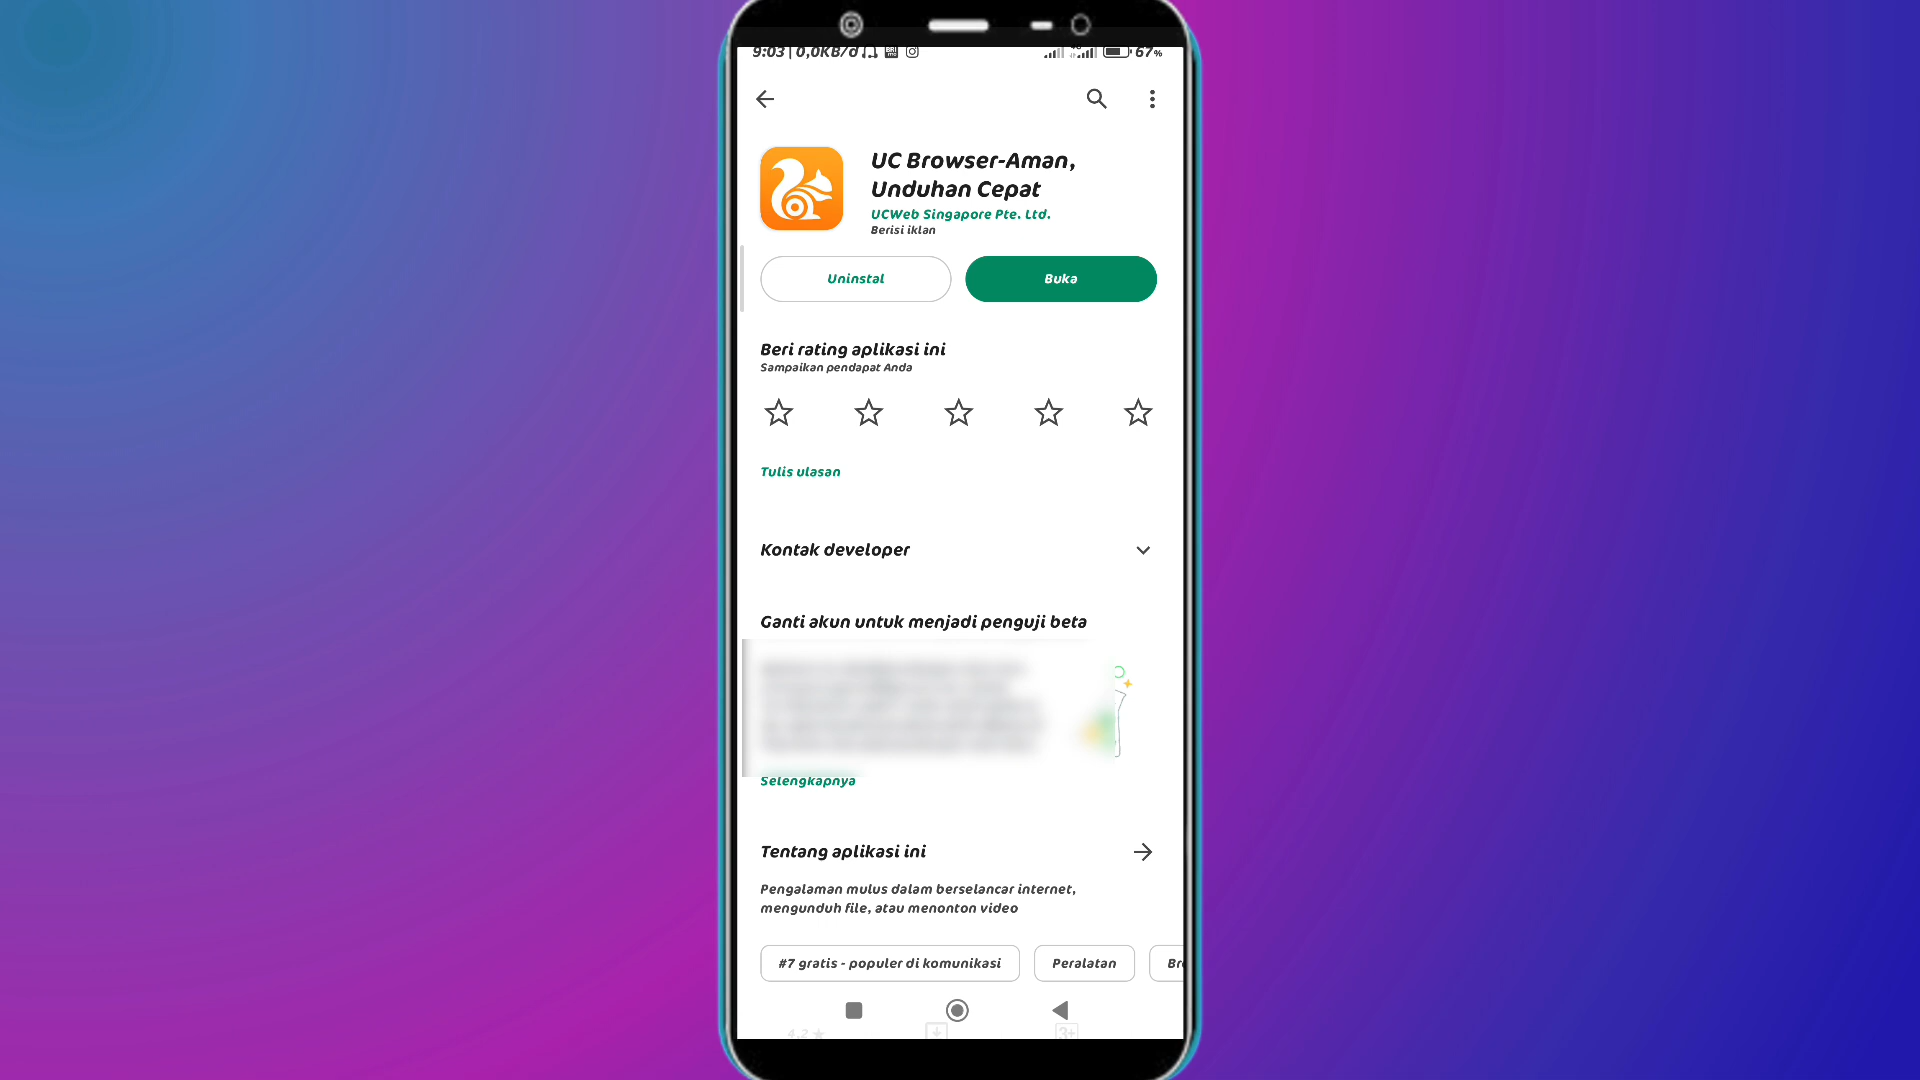 9:03 | 0,0KB/d
67%
UC Browser-Aman,
Unduhan Cepat
UCWeb Singapore Pte. Ltd.
Berisi iklan
Uninstal
Buka
Beri rating aplikasi ini
Sampaikan pendapat Anda
Tulis ulasan
Kontak developer
Ganti akun untuk menjadi penguji beta
Selengkapnya
Tentang aplikasi ini
Pengalaman mulus dalam berselancar internet,
mengunduh file, atau menonton video
#7 gratis - populer di komunikasi
Peralatan
4,2 ★
3+